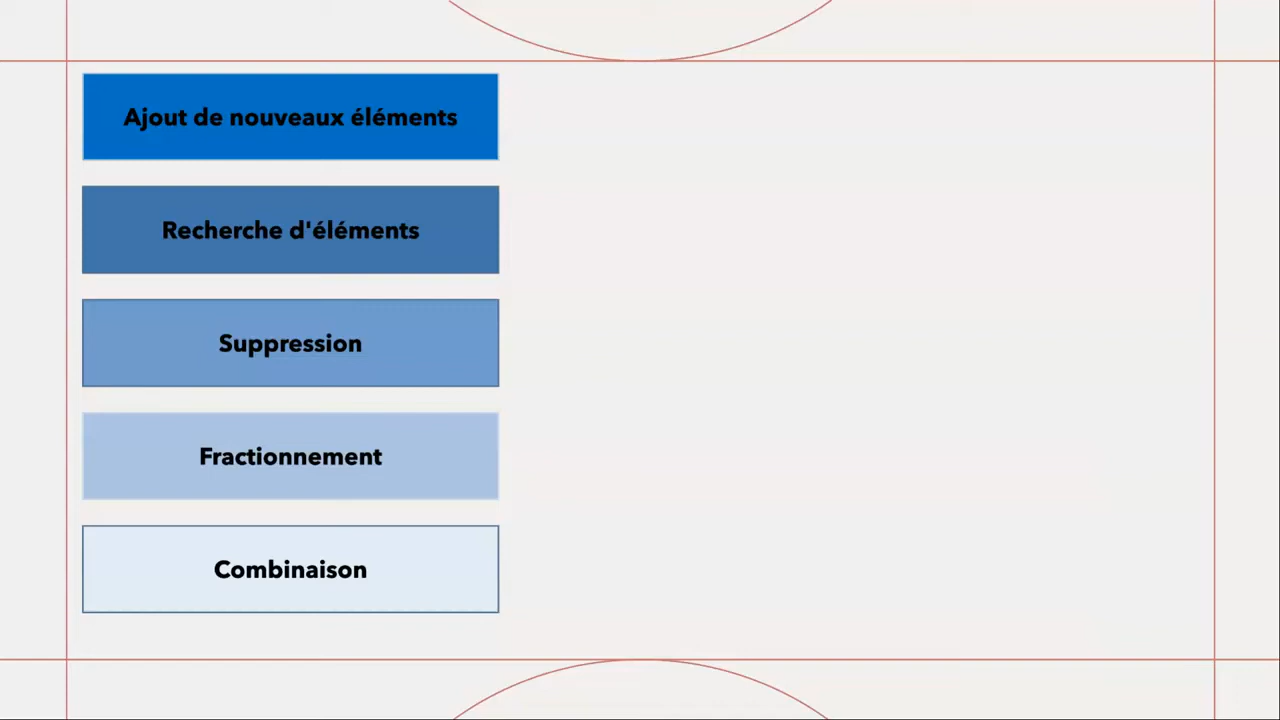 Ajout de nouveaux éléments
Recherche d'éléments
Suppression
Fractionnement
Combinaison